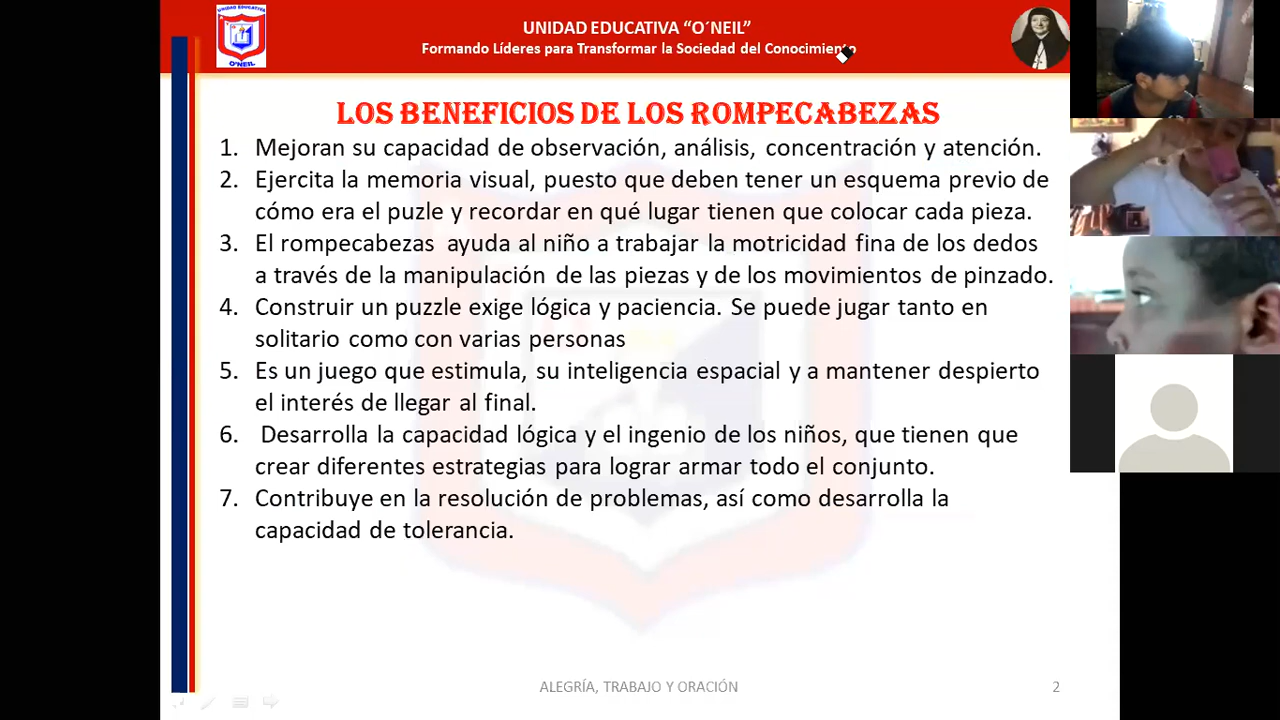 UNIDAD EDUCATIVA
O´NEIL
UNIDAD EDUCATIVA “O´NEIL”
Formando Líderes para Transformar la Sociedad del Conocimiento
LOS BENEFICIOS DE LOS ROMPECABEZAS
1. Mejoran su capacidad de observación, análisis, concentración y atención.
2. Ejercita la memoria visual, puesto que deben tener un esquema previo de
cómo era el puzle y recordar en qué lugar tienen que colocar cada pieza.
3. El rompecabezas ayuda al niño a trabajar la motricidad fina de los dedos
a través de la manipulación de las piezas y de los movimientos de pinzado.
4. Construir un puzzle exige lógica y paciencia. Se puede jugar tanto en
solitario como con varias personas
5. Es un juego que estimula, su inteligencia espacial y a mantener despierto
el interés de llegar al final.
6. Desarrolla la capacidad lógica y el ingenio de los niños, que tienen que
crear diferentes estrategias para lograr armar todo el conjunto.
7. Contribuye en la resolución de problemas, así como desarrolla la
capacidad de tolerancia.
ALEGRÍA, TRABAJO Y ORACIÓN
2